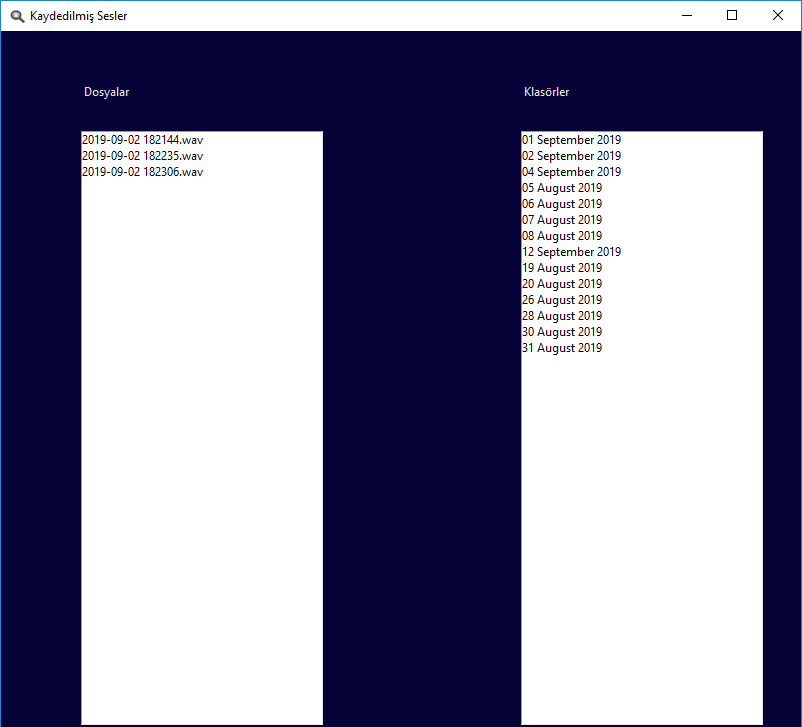 Kaydedilmiş Sesler
Dosyalar
2019-09-02 182144.wav
2019-09-02 182235.wav
2019-09-02 182306.wav
Klasörler
01 September 2019
02 September 2019
04 September 2019
05 August 2019
06 August 2019
07 August 2019
08 August 2019
12 September 2019
19 August 2019
20 August 2019
26 August 2019
28 August 2019
30 August 2019
31 August 2019